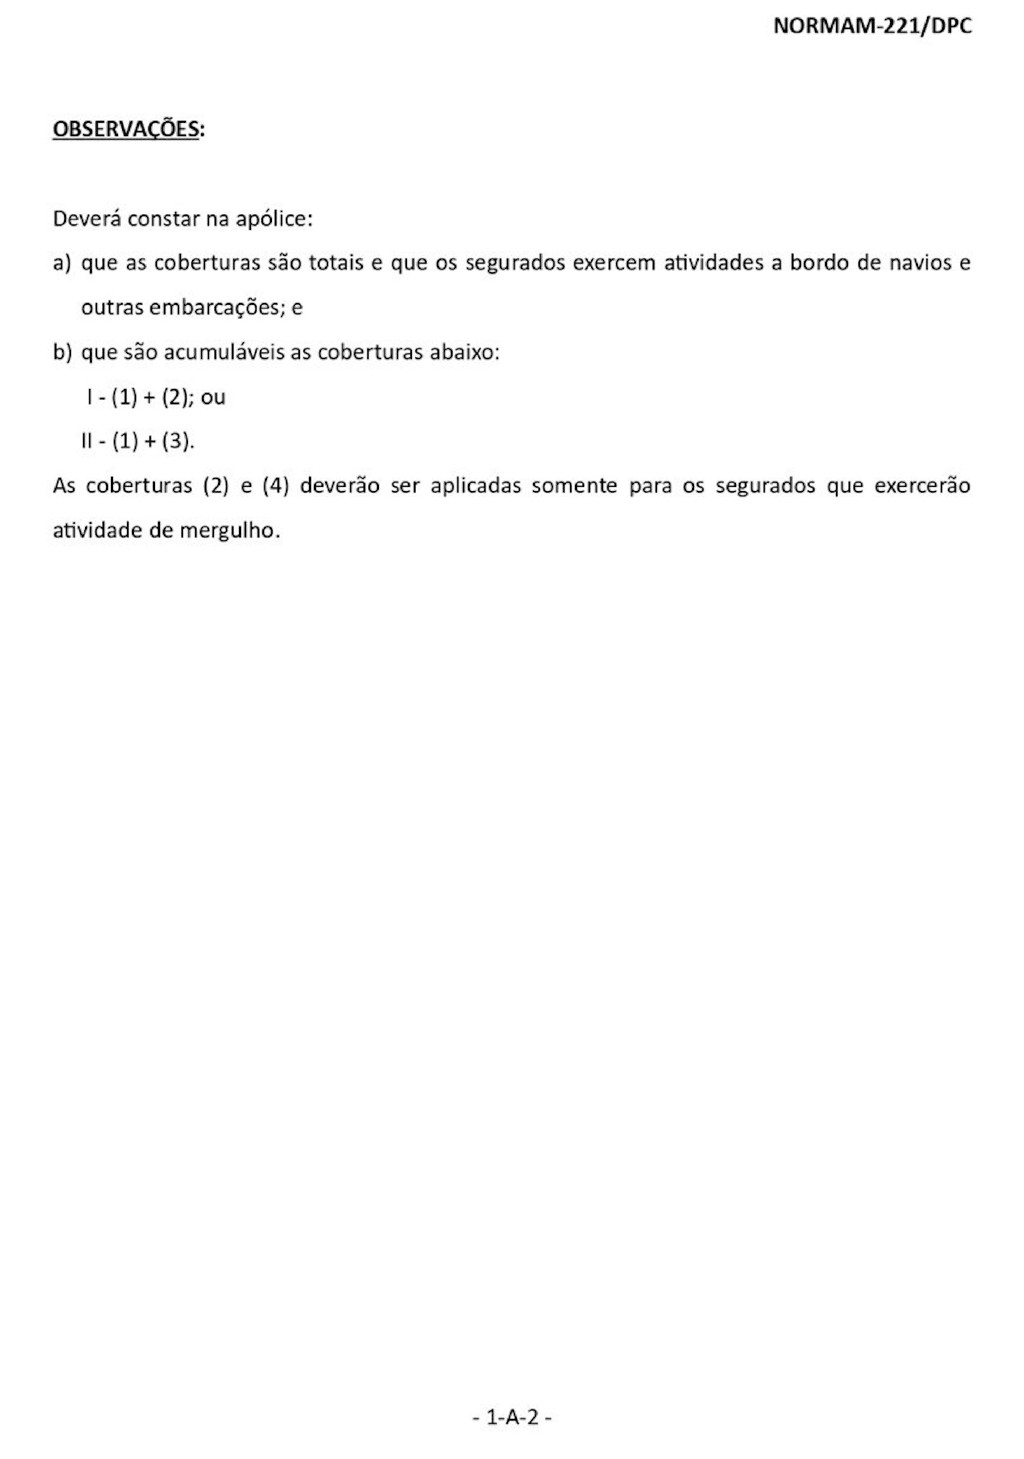 NORMAM-221/DPC
OBSERVAÇÕES:
Deverá constar na apólice:
a) que as coberturas são totais e que os segurados exercem atividades a bordo de navios e
outras embarcações; e
b) que são acumuláveis as coberturas abaixo:
I - (1) + (2); ou
II - (1) + (3).
As coberturas (2) e (4) deverão ser aplicadas somente para os segurados que exercerão
atividade de mergulho.
- 1-A-2 -